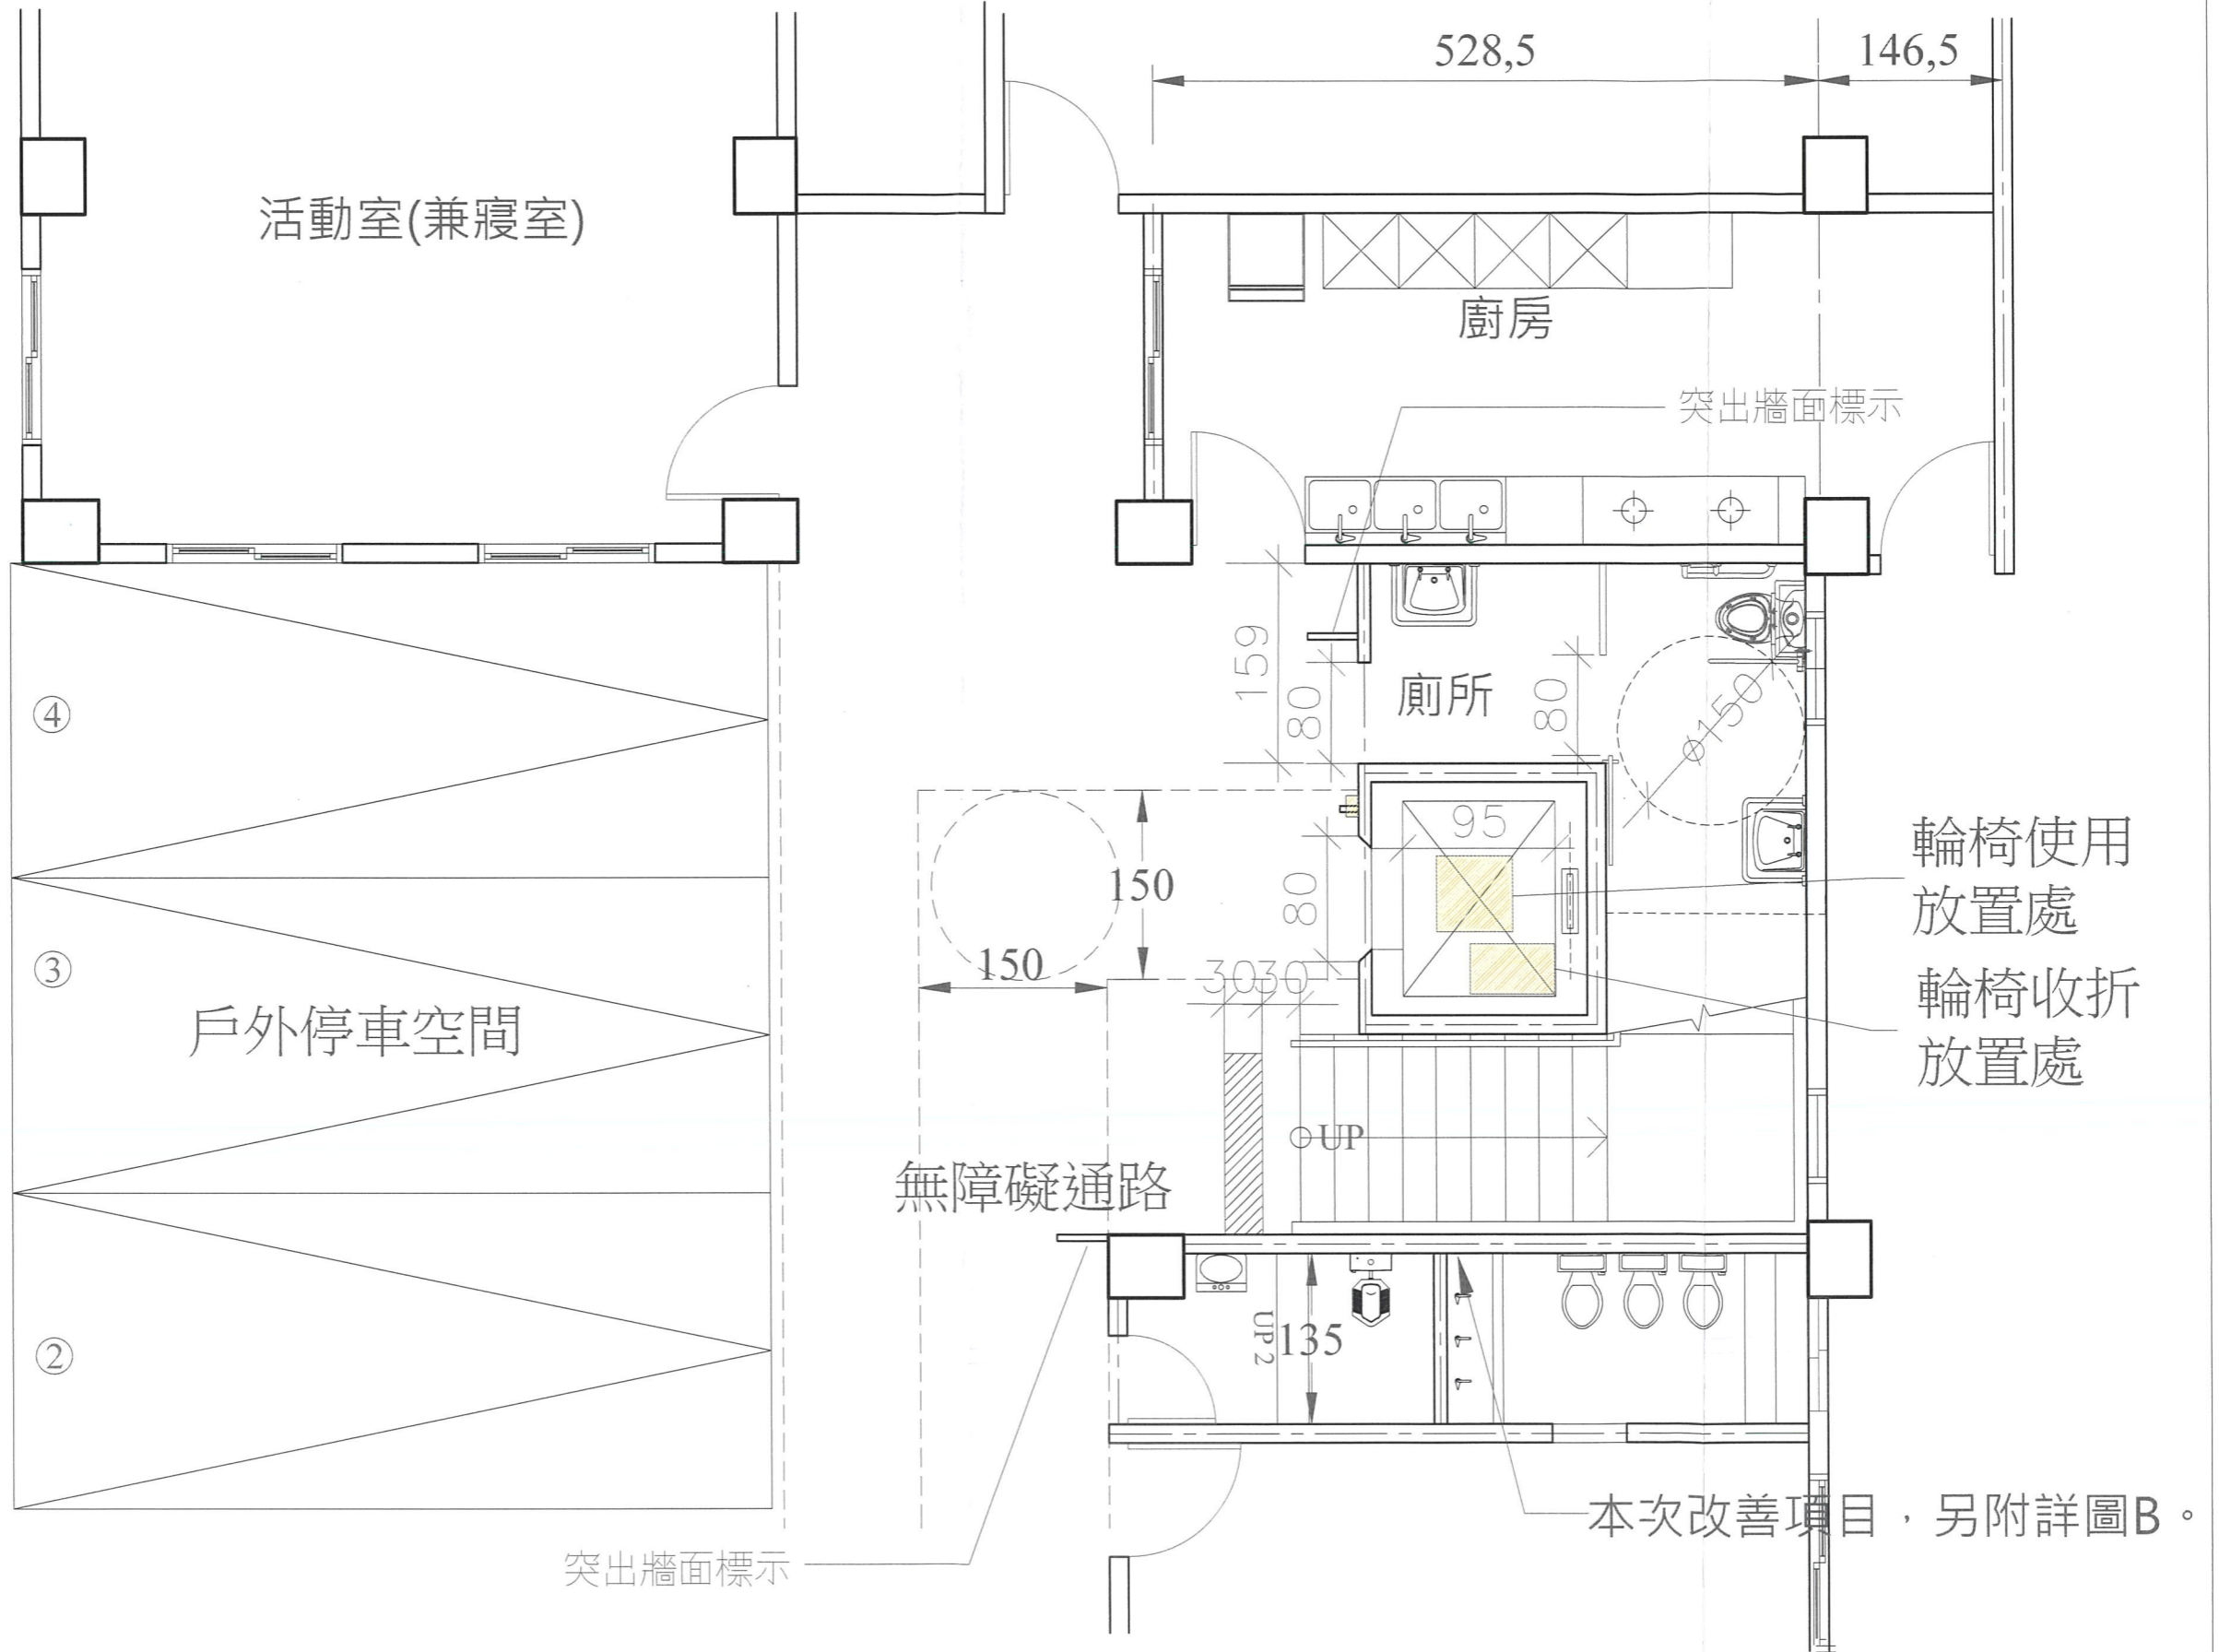 528,5
146,5
活動室(兼寢室)
廚房
突出牆面標示
159
80
廁所
80
150
④
95
150
80
輪椅使用
放置處
150
3030
③
戶外停車空間
輪椅收折
放置處
UP
無障礙通路
UP 2
135
②
本次改善項目，另附詳圖B。
突出牆面標示